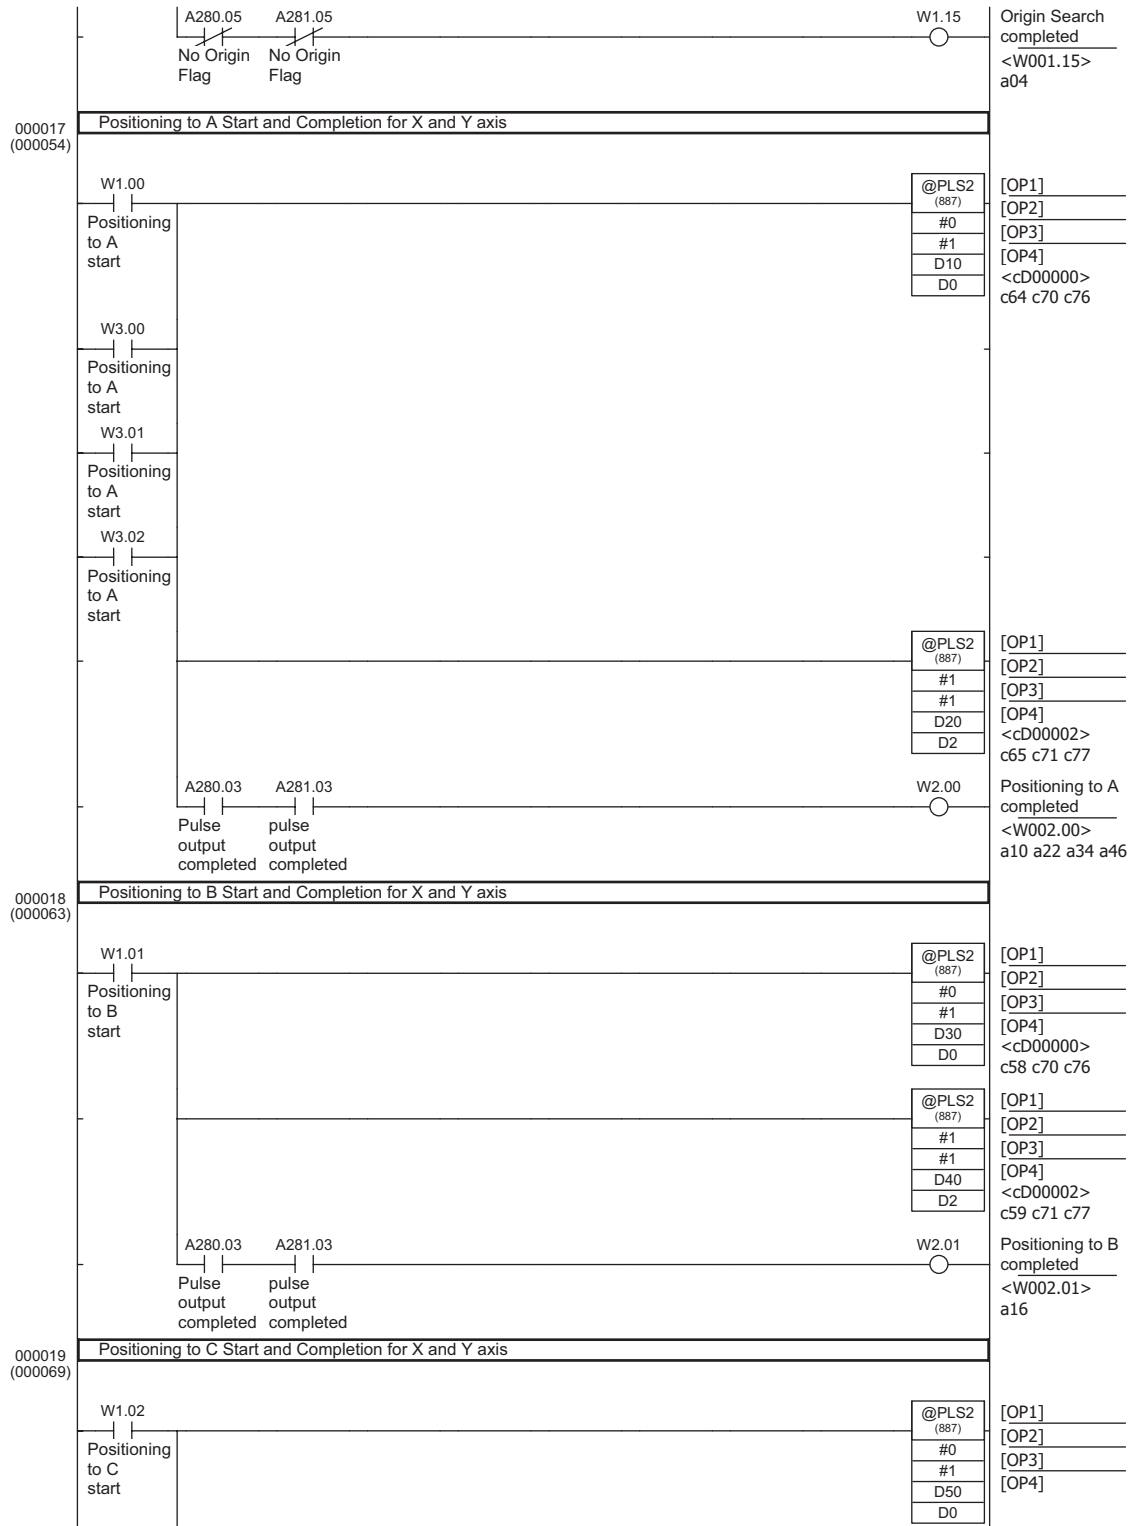 A280.05 A281.05 W1.15 Origin Search
completed
No Origin No Origin <W001.15>
Flag Flag a04
000017 Positioning to A Start and Completion for X and Y axis
(000054)
W1.00 @PLS2 [OP1]
(887) [OP2]
Positioning #0 [OP3]
to A #1 [OP4]
start D10 <cD00000>
D0 c64 c70 c76
W3.00
Positioning
to A
start
W3.01
Positioning
to A
start
W3.02
Positioning
to A
start
@PLS2 [OP1]
(887) [OP2]
#1 [OP3]
#1 [OP4]
D20 <cD00002>
D2 c65 c71 c77
A280.03 A281.03 W2.00 Positioning to A
completed
Pulse pulse <W002.00>
output output a10 a22 a34 a46
completed completed
000018 Positioning to B Start and Completion for X and Y axis
(000063)
W1.01 @PLS2 [OP1]
(887) [OP2]
Positioning #0 [OP3]
to B #1 [OP4]
start D30 <cD00000>
D0 c58 c70 c76
@PLS2 [OP1]
(887) [OP2]
#1 [OP3]
#1 [OP4]
D40 <cD00002>
D2 c59 c71 c77
A280.03 A281.03 W2.01 Positioning to B
completed
Pulse pulse <W002.01>
output output a16
completed completed
000019 Positioning to C Start and Completion for X and Y axis
(000069)
W1.02 @PLS2 [OP1]
(887) [OP2]
Positioning #0 [OP3]
to C #1 [OP4]
start D50
D0